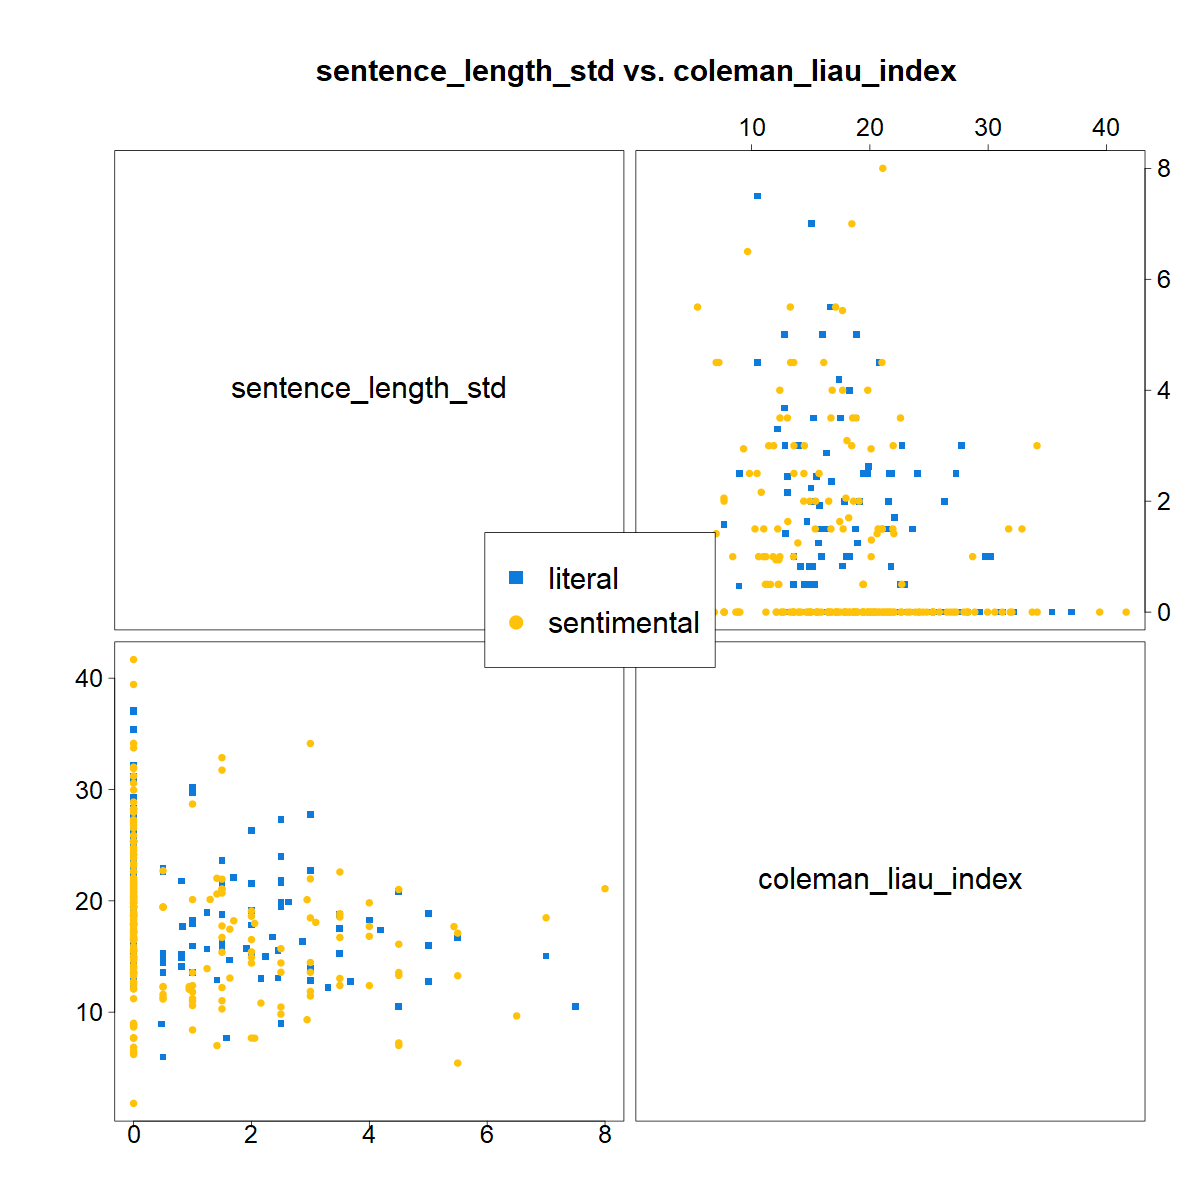 sentence_length_std vs. coleman_liau_index
10 20 30 40
8
6
4
2
0
sentence_length_std
literal
sentimental
40
30
20
10
coleman_liau_index
0 2 4 6 8